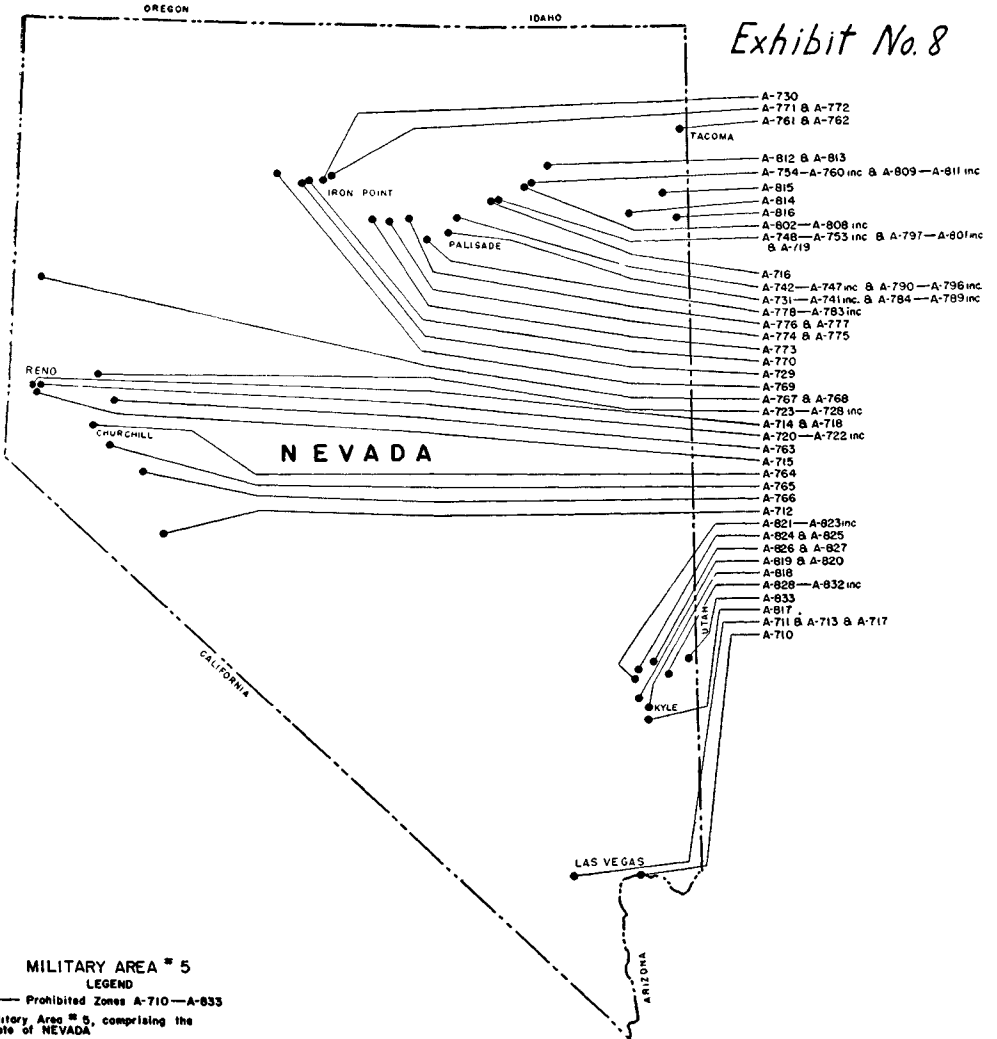 OREGON
IDAHO
Exhibit No. 8
A-730
A-771 & A-772
A-761 & A-762
TACOMA
A-812 & A-813
A-754—A-760 inc & A-809—A-811 inc
IRON POINT
A-815
A-814
A-816
A-802—A-808 inc
A-748—A-753 inc & A-797—A-801 inc
& A-719
PALISADE
A-716
A-742—A-747 inc & A-790—A-796 inc
A-731—A-741 inc. & A-784—A-789 inc
A-778—A-783 inc
A-776 & A-777
A-774 & A-775
A-773
A-770
A-729
A-769
A-767 & A-768
A-723—A-728 inc
A-714 & A-718
A-720—A-722 inc
A-763
A-715
RENO
CHURCHILL
NEVADA
A-764
A-765
A-766
A-712
A-821—A-823 inc
A-824 & A-825
A-826 & A-827
A-819 & A-820
A-818
A-828—A-832 inc
A-833
A-817
A-711 & A-713 & A-717
A-710
UTAH
CALIFORNIA
KYLE
LAS VEGAS
ARIZONA
MILITARY AREA # 5
LEGEND
— Prohibited Zones A-710—A-833
itary Area # 5, comprising the
te of NEVADA